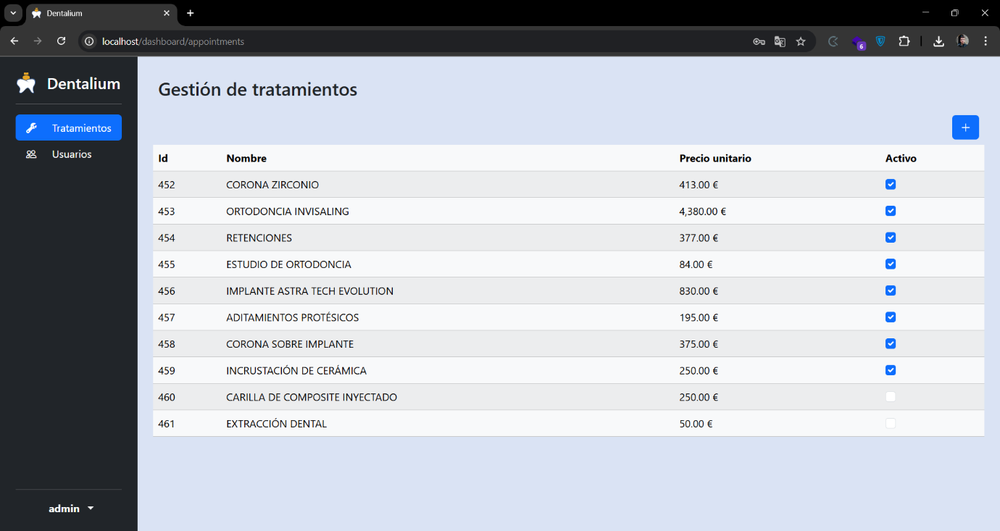 Dentalium
localhost/dashboard/appointments
6
Dentalium
Tratamientos
Usuarios
admin
Gestión de tratamientos
+
Id Nombre Precio unitario Activo
452 CORONA ZIRCONIO 413.00 €
453 ORTODONCIA INVISALING 4,380.00 €
454 RETENCIONES 377.00 €
455 ESTUDIO DE ORTODONCIA 84.00 €
456 IMPLANTE ASTRA TECH EVOLUTION 830.00 €
457 ADITAMIENTOS PROTÉSICOS 195.00 €
458 CORONA SOBRE IMPLANTE 375.00 €
459 INCRUSTACIÓN DE CERÁMICA 250.00 €
460 CARILLA DE COMPOSITE INYECTADO 250.00 €
461 EXTRACCIÓN DENTAL 50.00 €